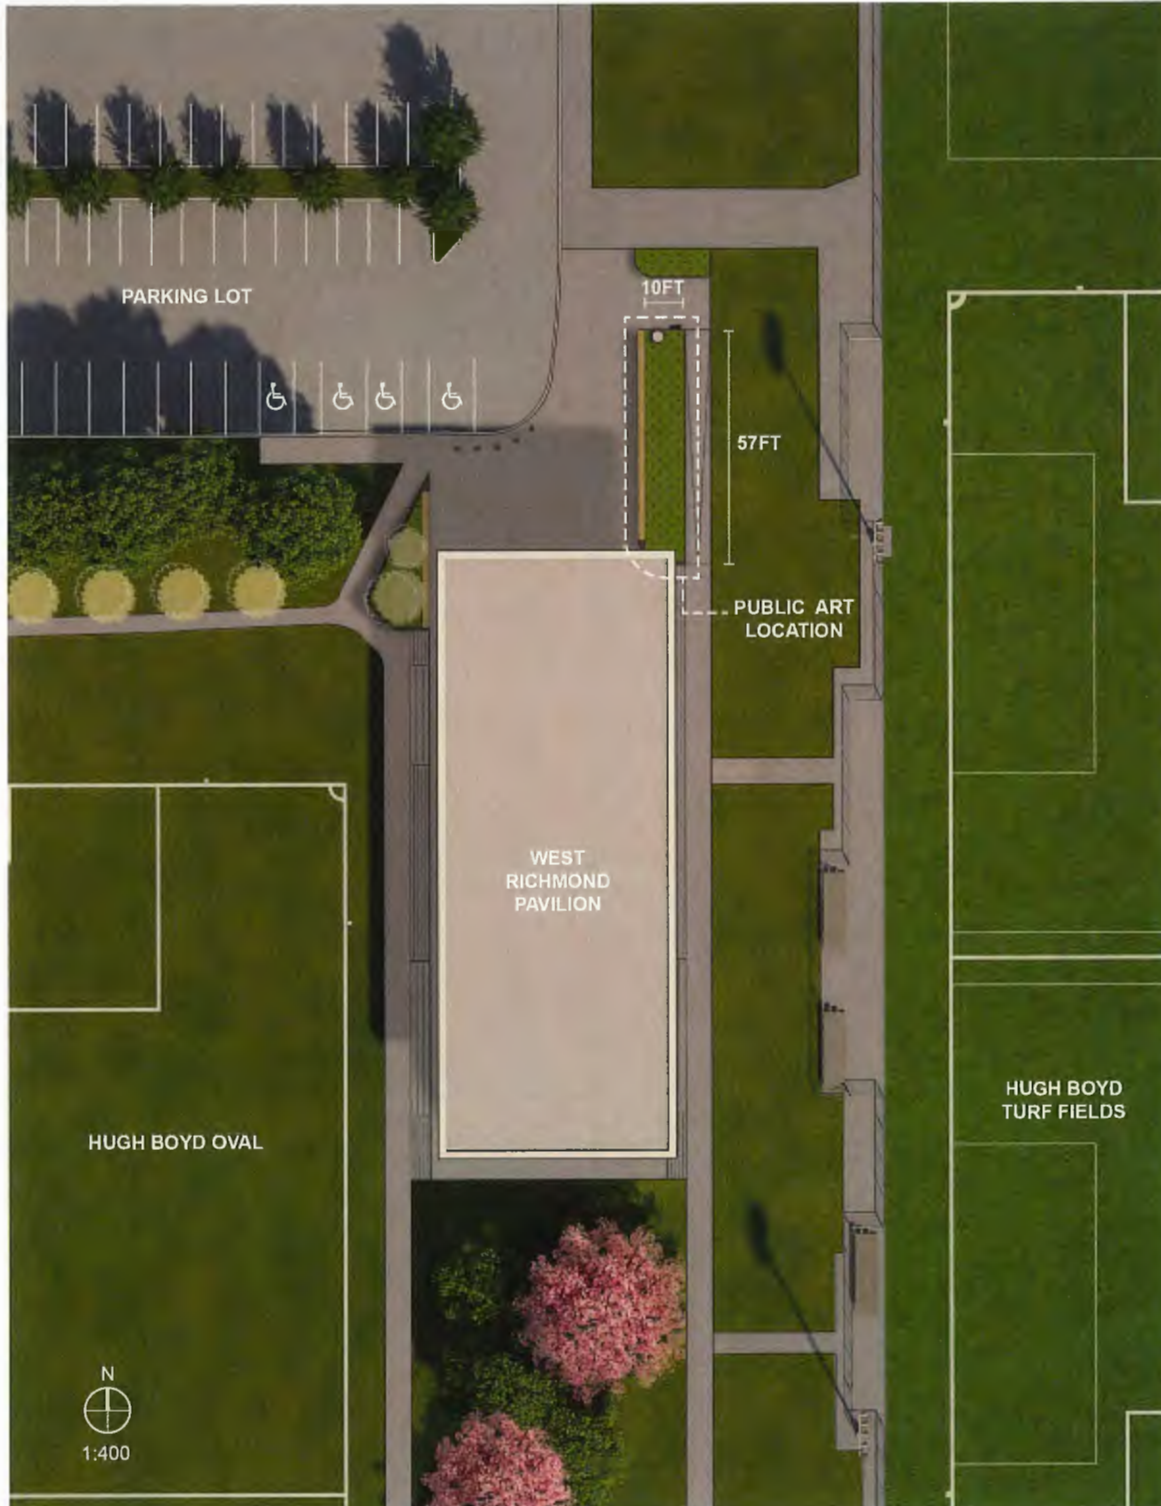 10FT
PARKING LOT
57FT
PUBLIC ART
LOCATION
WEST
RICHMOND
PAVILION
HUGH BOYD
TURF FIELDS
HUGH BOYD OVAL
N
1:400